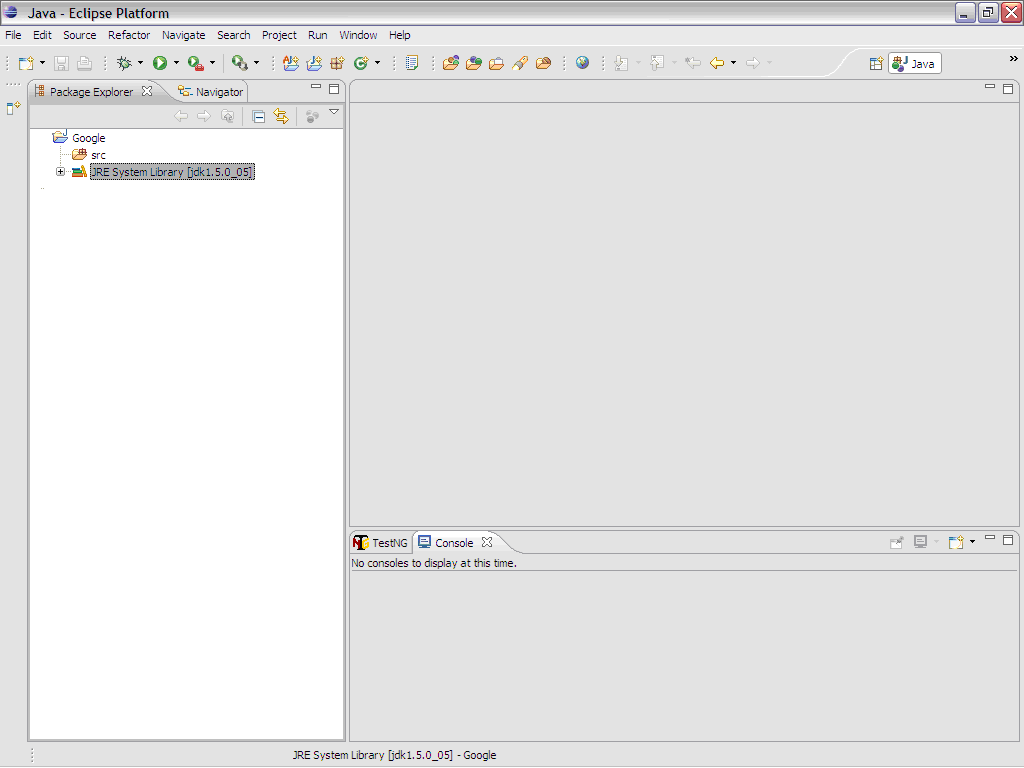 Java - Eclipse Platform
File Edit Source Refactor Navigate Search Project Run Window Help
Java
Package Explorer Navigator
Google
src
JRE System Library [jdk1.5.0_05]
TestNG Console
No consoles to display at this time.
JRE System Library [jdk1.5.0_05] - Google